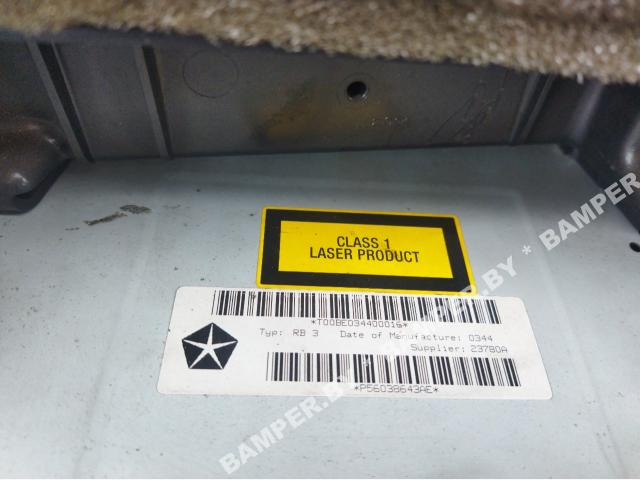 BAMPER.BY * BAMPER.BY * BAMPER.BY
CLASS 1
LASER PRODUCT
*T00BE034400016*
Typ: RB 3 Date of Manufacture: 0344
Supplier: 23780A
*P56038643AE*